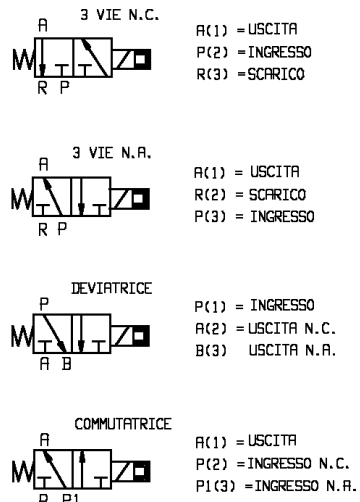 3 VIE N.C.
A
R P
A(1) = USCITA
P(2) = INGRESSO
R(3) = SCARICO
3 VIE N.A.
A
R P
A(1) = USCITA
R(2) = SCARICO
P(3) = INGRESSO
DEVIATRICE
P
A B
P(1) = INGRESSO
A(2) = USCITA N.C.
B(3) USCITA N.A.
COMMUTATRICE
A
P P1
A(1) = USCITA
P(2) = INGRESSO N.C.
P1(3) = INGRESSO N.A.